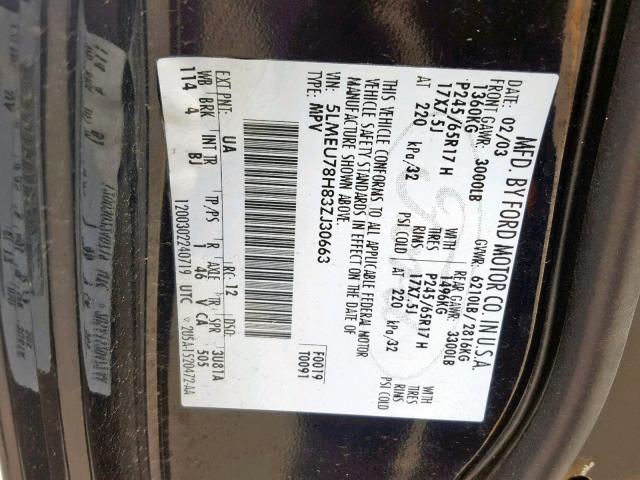 MFD. BY FORD MOTOR CO. IN U.S.A.
DATE: 02/03 GVWR: 6210LB / 2816KG
FRONT GAWR: 3000LB REAR GAWR: 3300LB
1360KG WITH 1496KG WITH
P245/65R17 H TIRES P245/65R17 H TIRES
17X7.5J RIMS 17X7.5J RIMS
AT 220 kPa/32 PSI COLD AT 220 kPa/32 PSI COLD
THIS VEHICLE CONFORMS TO ALL APPLICABLE FEDERAL MOTOR
VEHICLE SAFETY STANDARDS IN EFFECT ON THE DATE OF
MANUFACTURE SHOWN ABOVE.
VIN: 5LMEU78H83ZJ30663
TYPE: MPV
F0019
T0091
EXT PNT: UA RC: 12 DSO:
WB BRK INT TR TP/PS R AXLE TR SPR
114 4 BJ 1 46 V CA 505 3U81A
1200302240719 UTC